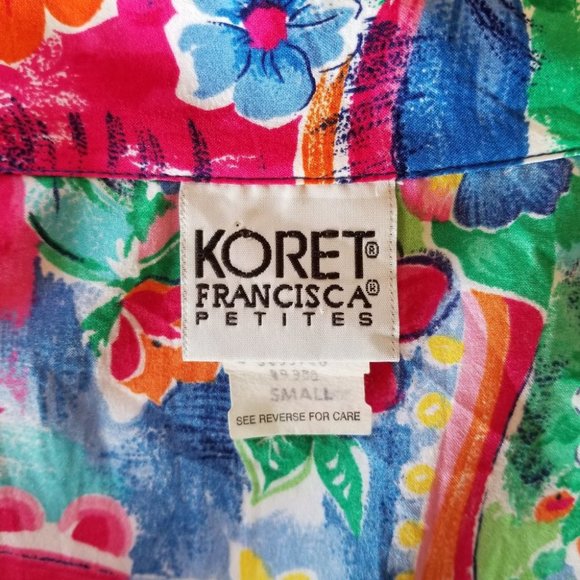 KORET®
FRANCISCA®
PETITES
SMALL
SEE REVERSE FOR CARE